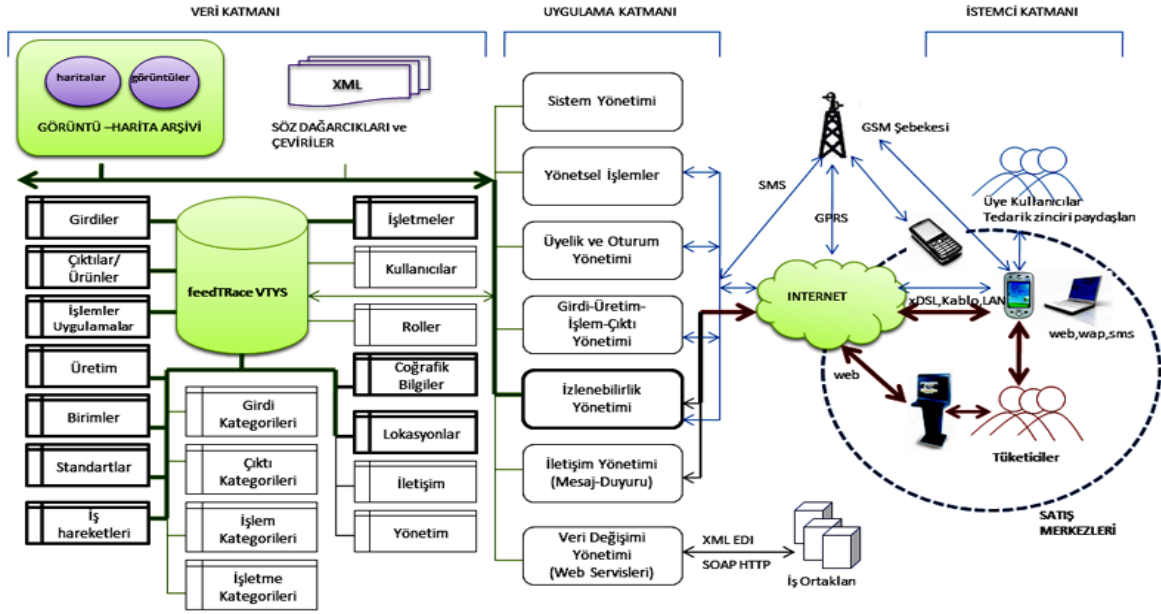 VERİ KATMANI
UYGULAMA KATMANI
İSTEMCİ KATMANI
haritalar
görüntüler
GÖRÜNTÜ –HARİTA ARŞİVİ
XML
SÖZ DAĞARCIKLARI ve
ÇEVİRİLER
Girdiler
Çıktılar/
Ürünler
İşlemler
Uygulamalar
Üretim
Birimler
Standartlar
İş
hareketleri
feedTRace VTYS
Girdi
Kategorileri
Çıktı
Kategorileri
İşlem
Kategorileri
İşletme
Kategorileri
İşletmeler
Kullanıcılar
Roller
Coğrafik
Bilgiler
Lokasyonlar
İletişim
Yönetim
Sistem Yönetimi
Yönetsel İşlemler
Üyelik ve Oturum
Yönetimi
Girdi-Üretim-
İşlem-Çıktı
Yönetimi
İzlenebilirlik
Yönetimi
İletişim Yönetimi
(Mesaj-Duyuru)
Veri Değişimi
Yönetimi
(Web Servisleri)
XML EDI
SOAP HTTP
İş Ortakları
SMS
GPRS
GSM Şebekesi
INTERNET
xDSL,Kablo,LAN
web
Üye Kullanıcılar
Tedarik zinciri paydaşları
web,wap,sms
Tüketiciler
SATIŞ
MERKEZLERİ